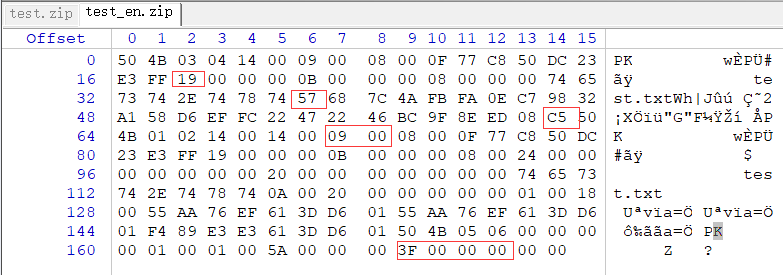 test.zip test_en.zip
Offset 0 1 2 3 4 5 6 7 8 9 10 11 12 13 14 15
0 50 4B 03 04 14 00 09 00 08 00 0F 77 C8 50 DC 23 PK wÈPÜ#
16 E3 FF 19 00 00 00 0B 00 00 00 08 00 00 00 74 65 ãÿ te
32 73 74 2E 74 78 74 57 68 7C 4A FB FA 0E C7 98 32 st.txtWh|Jûú Ç˜2
48 A1 58 D6 EF FC 22 47 22 46 BC 9F 8E ED 08 C5 50 ¡XÖïü"G"F¼ŸŽí ÅP
64 4B 01 02 14 00 14 00 09 00 08 00 0F 77 C8 50 DC K wÈPÜ
80 23 E3 FF 19 00 00 00 0B 00 00 00 08 00 24 00 00 #ãÿ $
96 00 00 00 00 00 20 00 00 00 00 00 00 00 74 65 73 tes
112 74 2E 74 78 74 0A 00 20 00 00 00 00 00 01 00 18 t.txt
128 00 55 AA 76 EF 61 3D D6 01 55 AA 76 EF 61 3D D6 Uªvïa=Ö Uªvïa=Ö
144 01 F4 89 E3 E3 61 3D D6 01 50 4B 05 06 00 00 00 ô‰ããa=Ö PK
160 00 01 00 01 00 5A 00 00 00 3F 00 00 00 00 00 Z ?